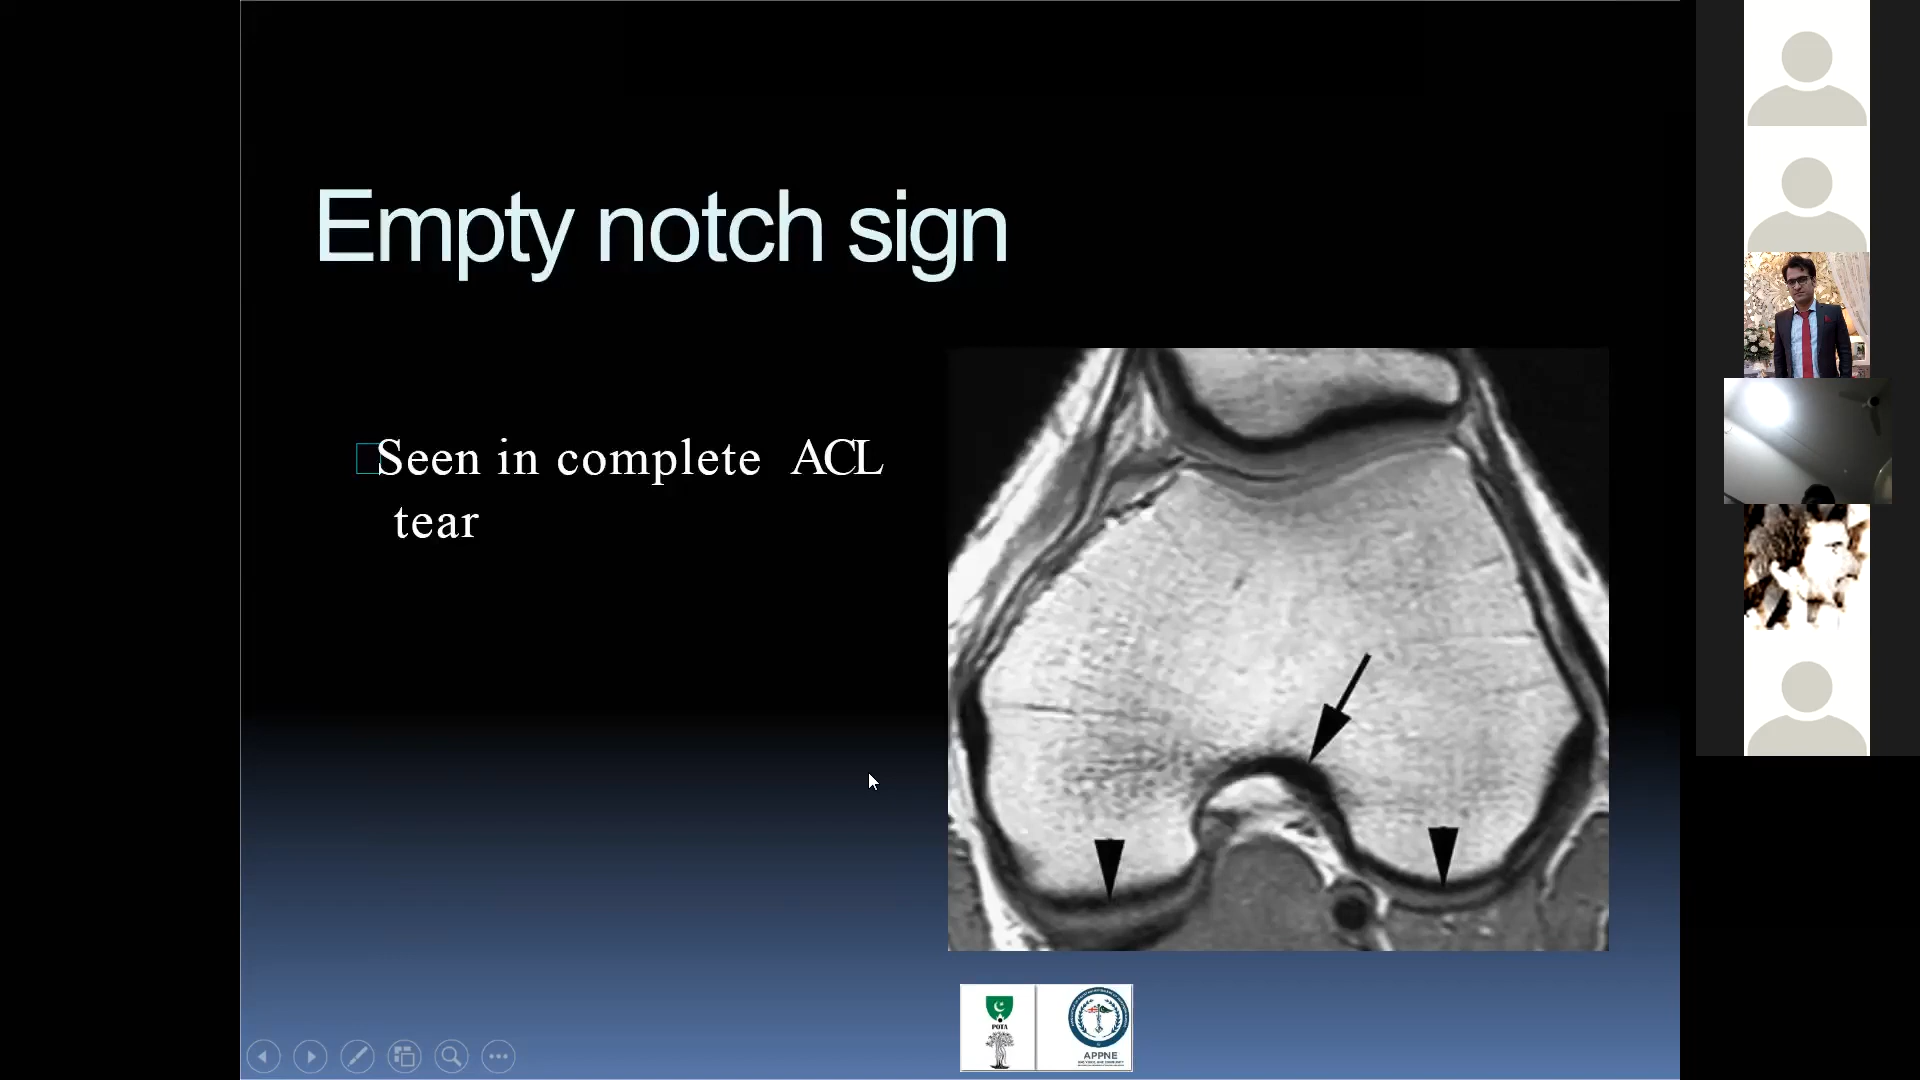 Empty notch sign
Seen in complete ACL
tear
POTA
APPNE